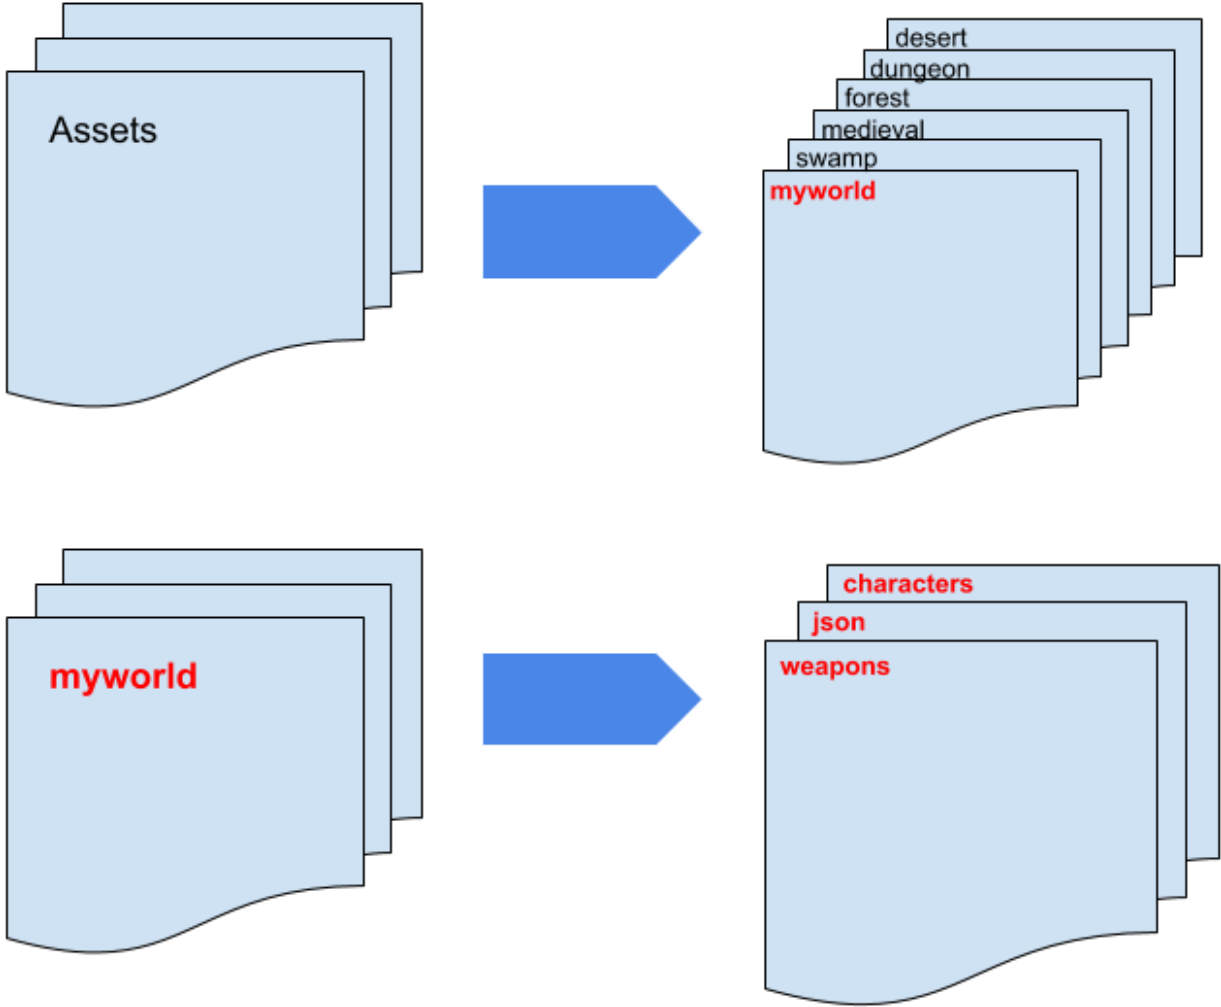 Assets
desert
dungeon
forest
medieval
swamp
myworld
myworld
characters
json
weapons